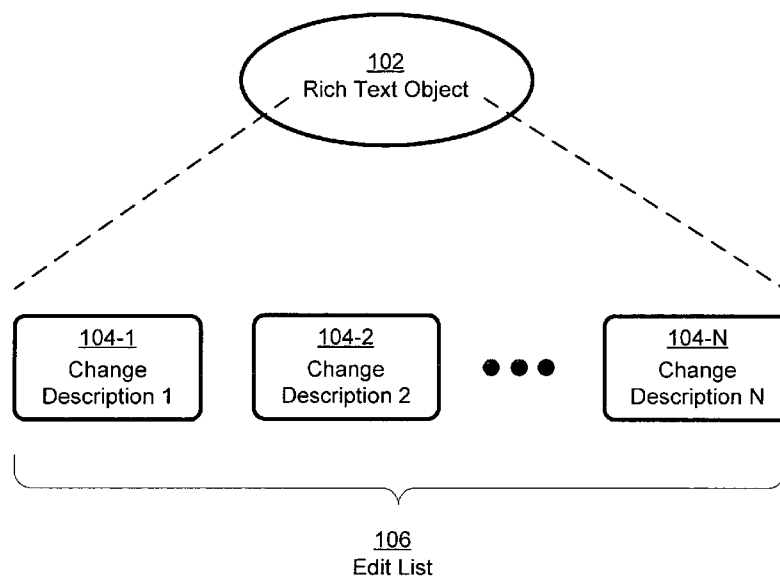 102
Rich Text Object
104-1
Change
Description 1
104-2
Change
Description 2
104-N
Change
Description N
106
Edit List